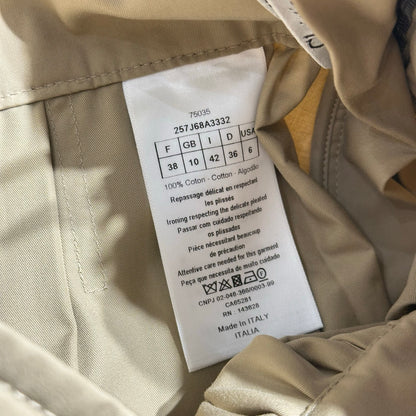 75035
257J68A3332
F GB I D USA
38 10 42 36 6
100% Coton - Cotton - Algodão
Repassage délicat en respectant
les plissés
Ironing respecting the delicate pleated
Passar com cuidado respeitando
os plissados
Pièce nécessitant beaucoup
de précaution
Attentive care needed for this garment
Peça que necessita de muito cuidado
CNPJ 02.046.366/0003-99
CA65281
RN : 143628
Made in ITALY
ITALIA